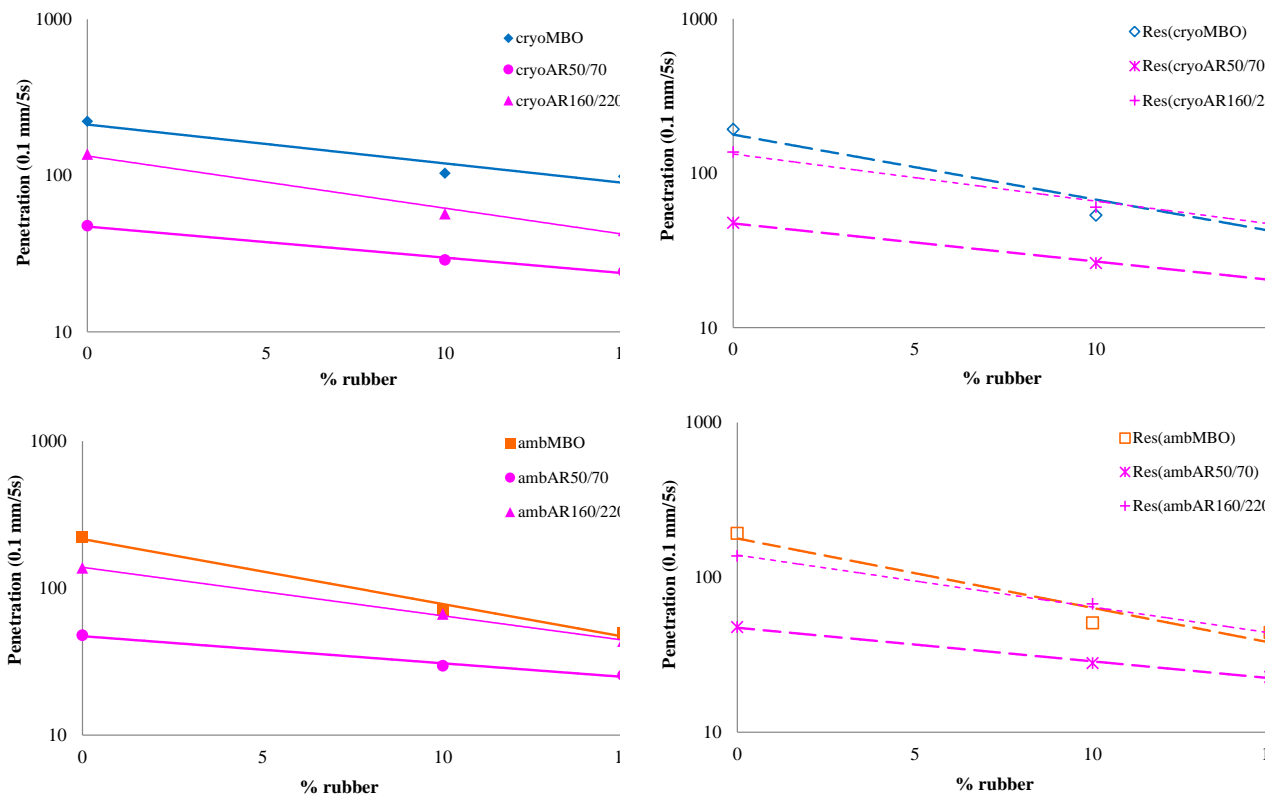 1000
100
10
0
5
10
1
% rubber
Penetration (0.1 mm/5s)
cryoMBO
cryoAR50/70
cryoAR160/220
1000
100
10
0
5
10
1
% rubber
Penetration (0.1 mm/5s)
Res(cryoMBO)
Res(cryoAR50/70
Res(cryoAR160/2
1000
100
10
0
5
10
1
% rubber
Penetration (0.1 mm/5s)
ambMBO
ambAR50/70
ambAR160/220
1000
100
10
0
5
10
1
% rubber
Penetration (0.1 mm/5s)
Res(ambMBO)
Res(ambAR50/70)
Res(ambAR160/220